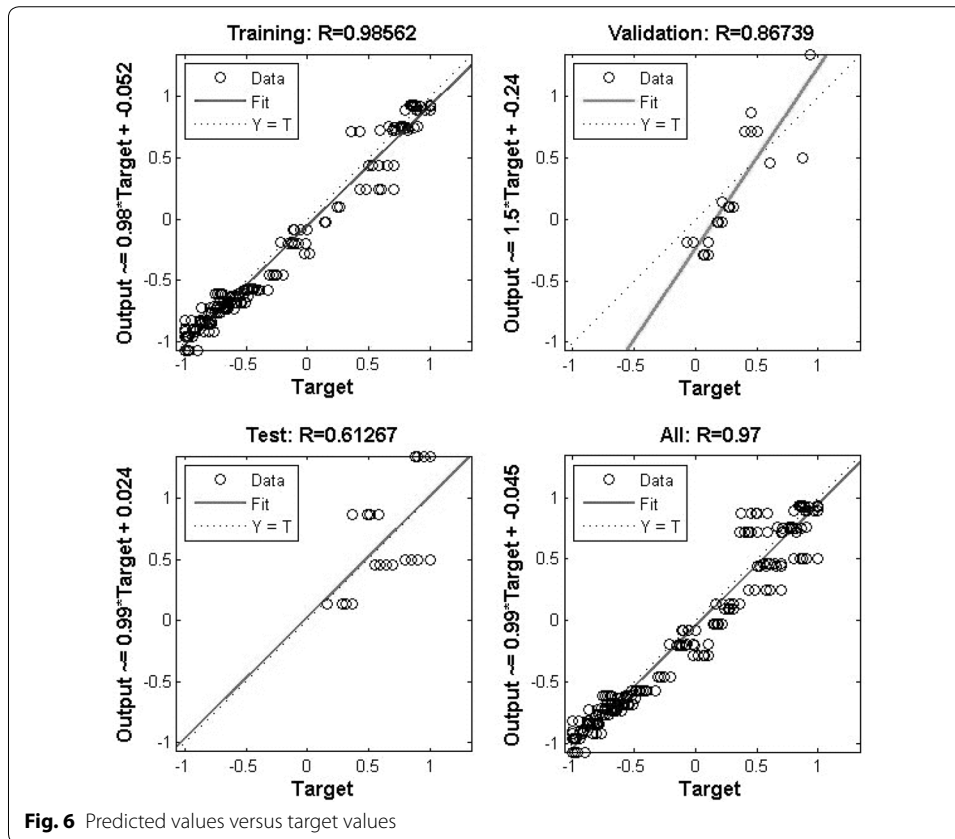 Training: R=0.98562
Output ~= 0.98*Target + -0.052
Data
Fit
Y = T
1
0.5
0
-0.5
-1
-1 -0.5 0 0.5 1
Target
Validation: R=0.86739
Output ~= 1.5*Target + -0.24
Data
Fit
Y = T
1
0.5
0
-0.5
-1
-1 -0.5 0 0.5 1
Target
Test: R=0.61267
Output ~= 0.99*Target + 0.024
Data
Fit
Y = T
1
0.5
0
-0.5
-1
-1 -0.5 0 0.5 1
Target
All: R=0.97
Output ~= 0.99*Target + -0.045
Data
Fit
Y = T
1
0.5
0
-0.5
-1
-1 -0.5 0 0.5 1
Target
Fig. 6 Predicted values versus target values